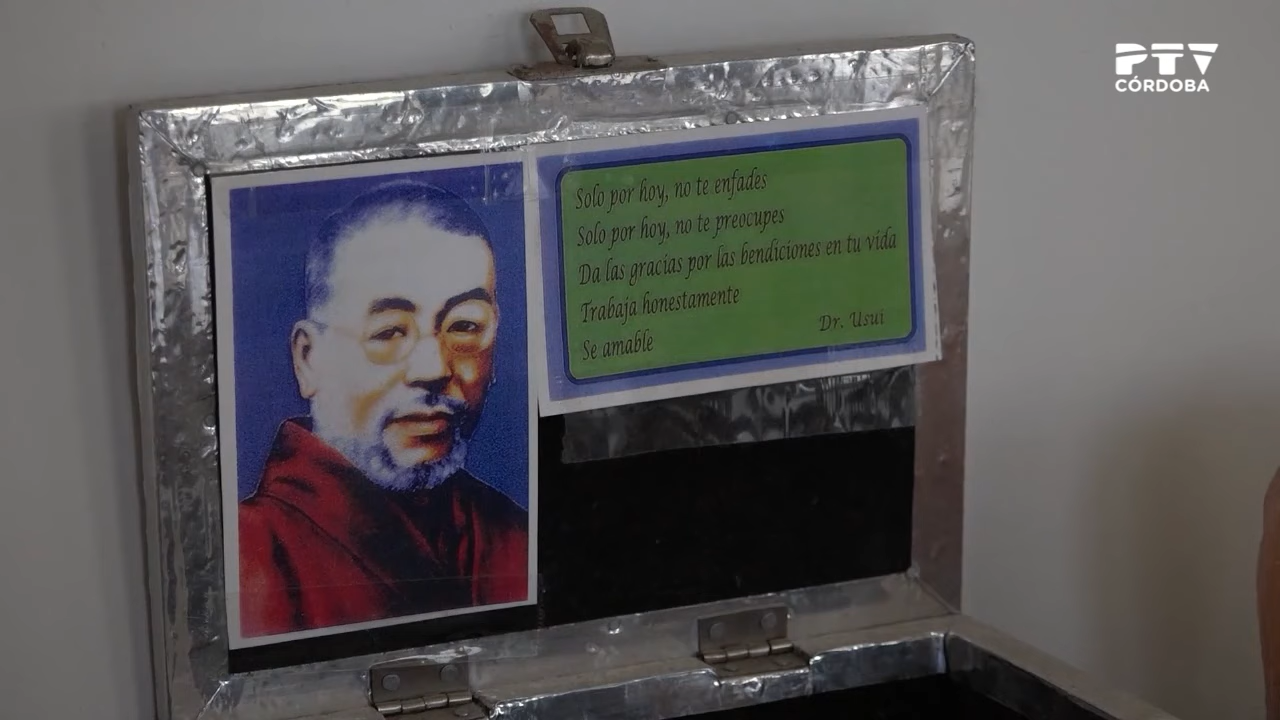 PTV
CÓRDOBA
Solo por hoy, no te enfades
Solo por hoy, no te preocupes
Da las gracias por las bendiciones en tu vida
Trabaja honestamente
Dr. Usui
Se amable